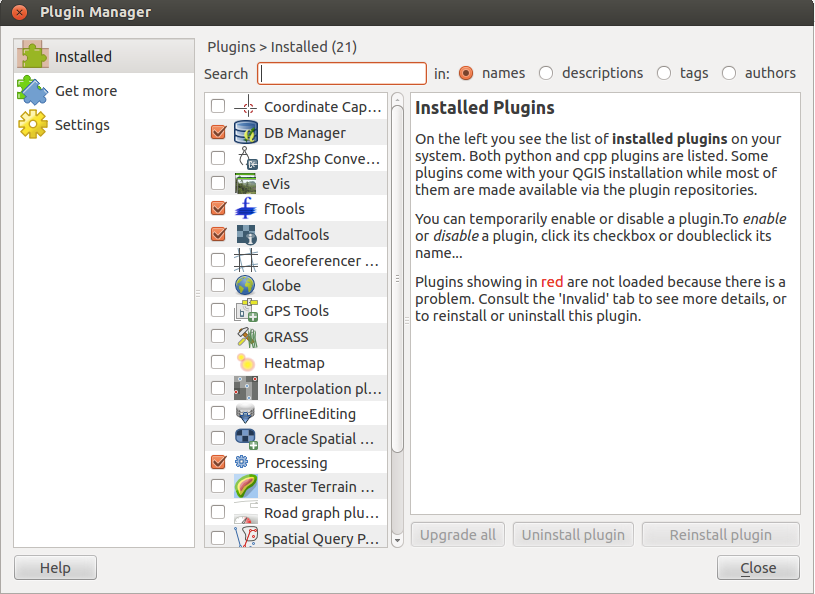 Plugin Manager
Installed
Get more
Settings
Plugins > Installed (21)
Search in: names descriptions tags authors
Coordinate Cap...
DB Manager
Dxf2Shp Conve...
eVis
fTools
GdalTools
Georeferencer ...
Globe
GPS Tools
GRASS
Heatmap
Interpolation pl...
OfflineEditing
Oracle Spatial ...
Processing
Raster Terrain ...
Road graph plu...
Spatial Query P...
Installed Plugins
On the left you see the list of installed plugins on your
system. Both python and cpp plugins are listed. Some
plugins come with your QGIS installation while most of
them are made available via the plugin repositories.
You can temporarily enable or disable a plugin.To enable
or disable a plugin, click its checkbox or doubleclick its
name...
Plugins showing in red are not loaded because there is a
problem. Consult the 'Invalid' tab to see more details, or
to reinstall or uninstall this plugin.
Upgrade all Uninstall plugin Reinstall plugin
Help Close